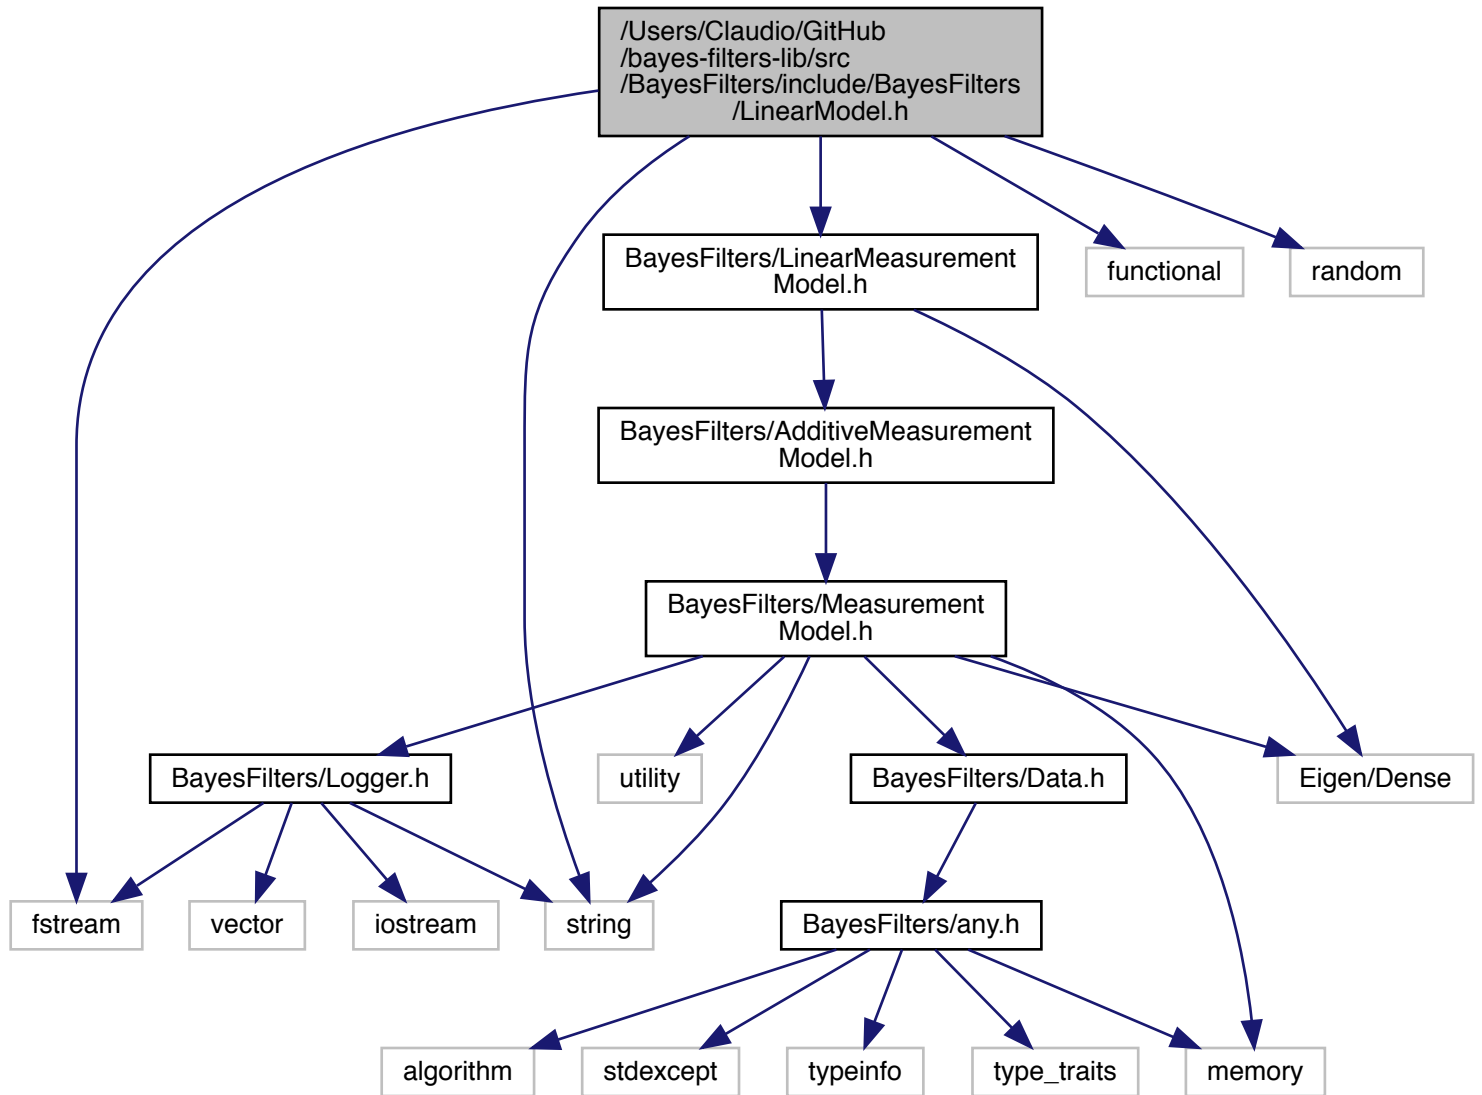 /Users/Claudio/GitHub
/bayes-filters-lib/src
/BayesFilters/include/BayesFilters
/LinearModel.h
BayesFilters/LinearMeasurement
Model.h
functional
random
BayesFilters/AdditiveMeasurement
Model.h
BayesFilters/Measurement
Model.h
BayesFilters/Logger.h
utility
BayesFilters/Data.h
Eigen/Dense
fstream
vector
iostream
string
BayesFilters/any.h
algorithm
stdexcept
typeinfo
type_traits
memory